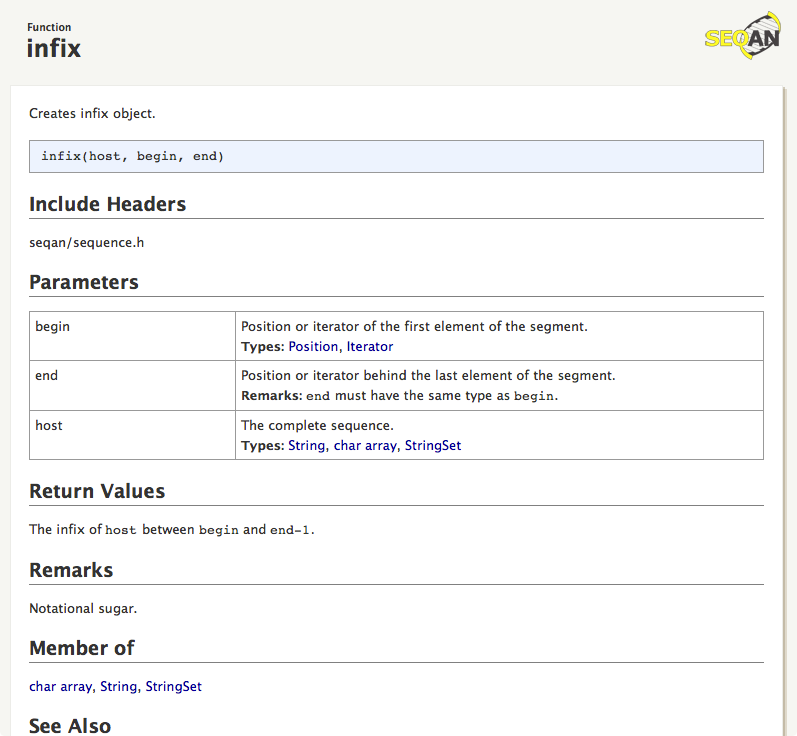 Function
infix
SEQAN
Creates infix object.
infix(host, begin, end)
Include Headers
seqan/sequence.h
Parameters
begin
Position or iterator of the first element of the segment.
Types: Position, Iterator
end
Position or iterator behind the last element of the segment.
Remarks: end must have the same type as begin.
host
The complete sequence.
Types: String, char array, StringSet
Return Values
The infix of host between begin and end-1.
Remarks
Notational sugar.
Member of
char array, String, StringSet
See Also